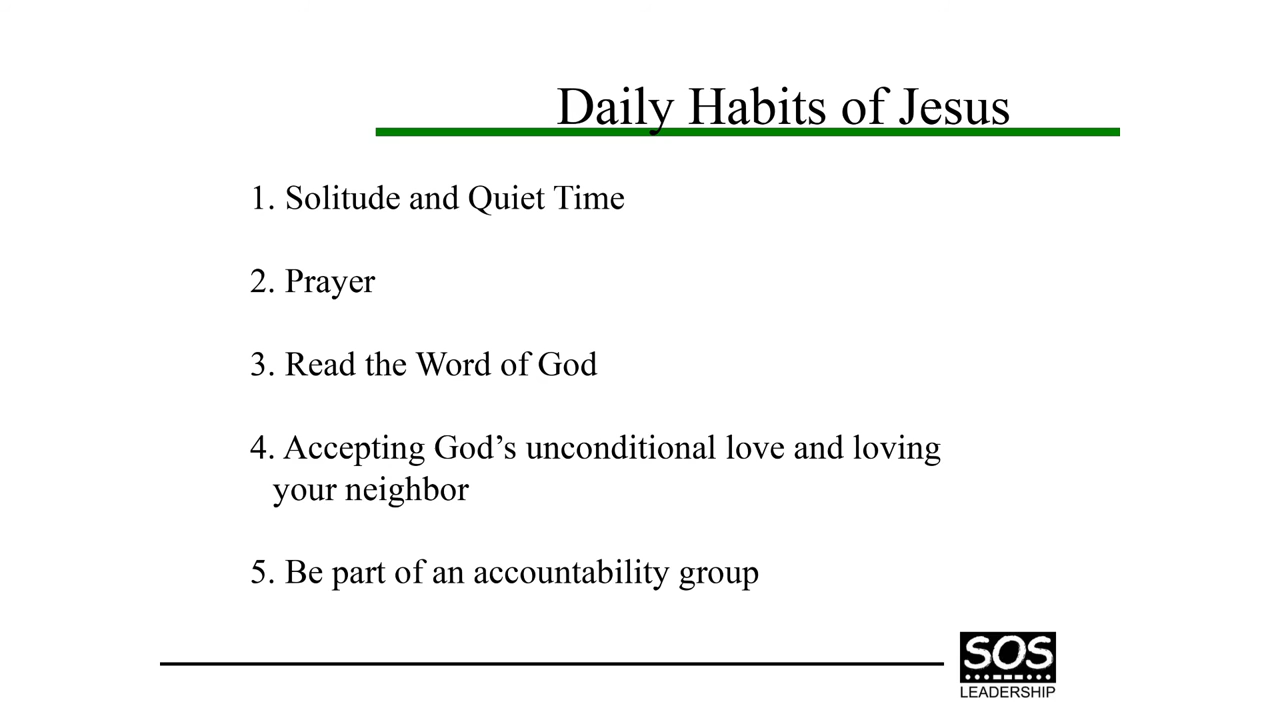 Daily Habits of Jesus
1. Solitude and Quiet Time
2. Prayer
3. Read the Word of God
4. Accepting God’s unconditional love and loving
your neighbor
5. Be part of an accountability group
SOS
LEADERSHIP